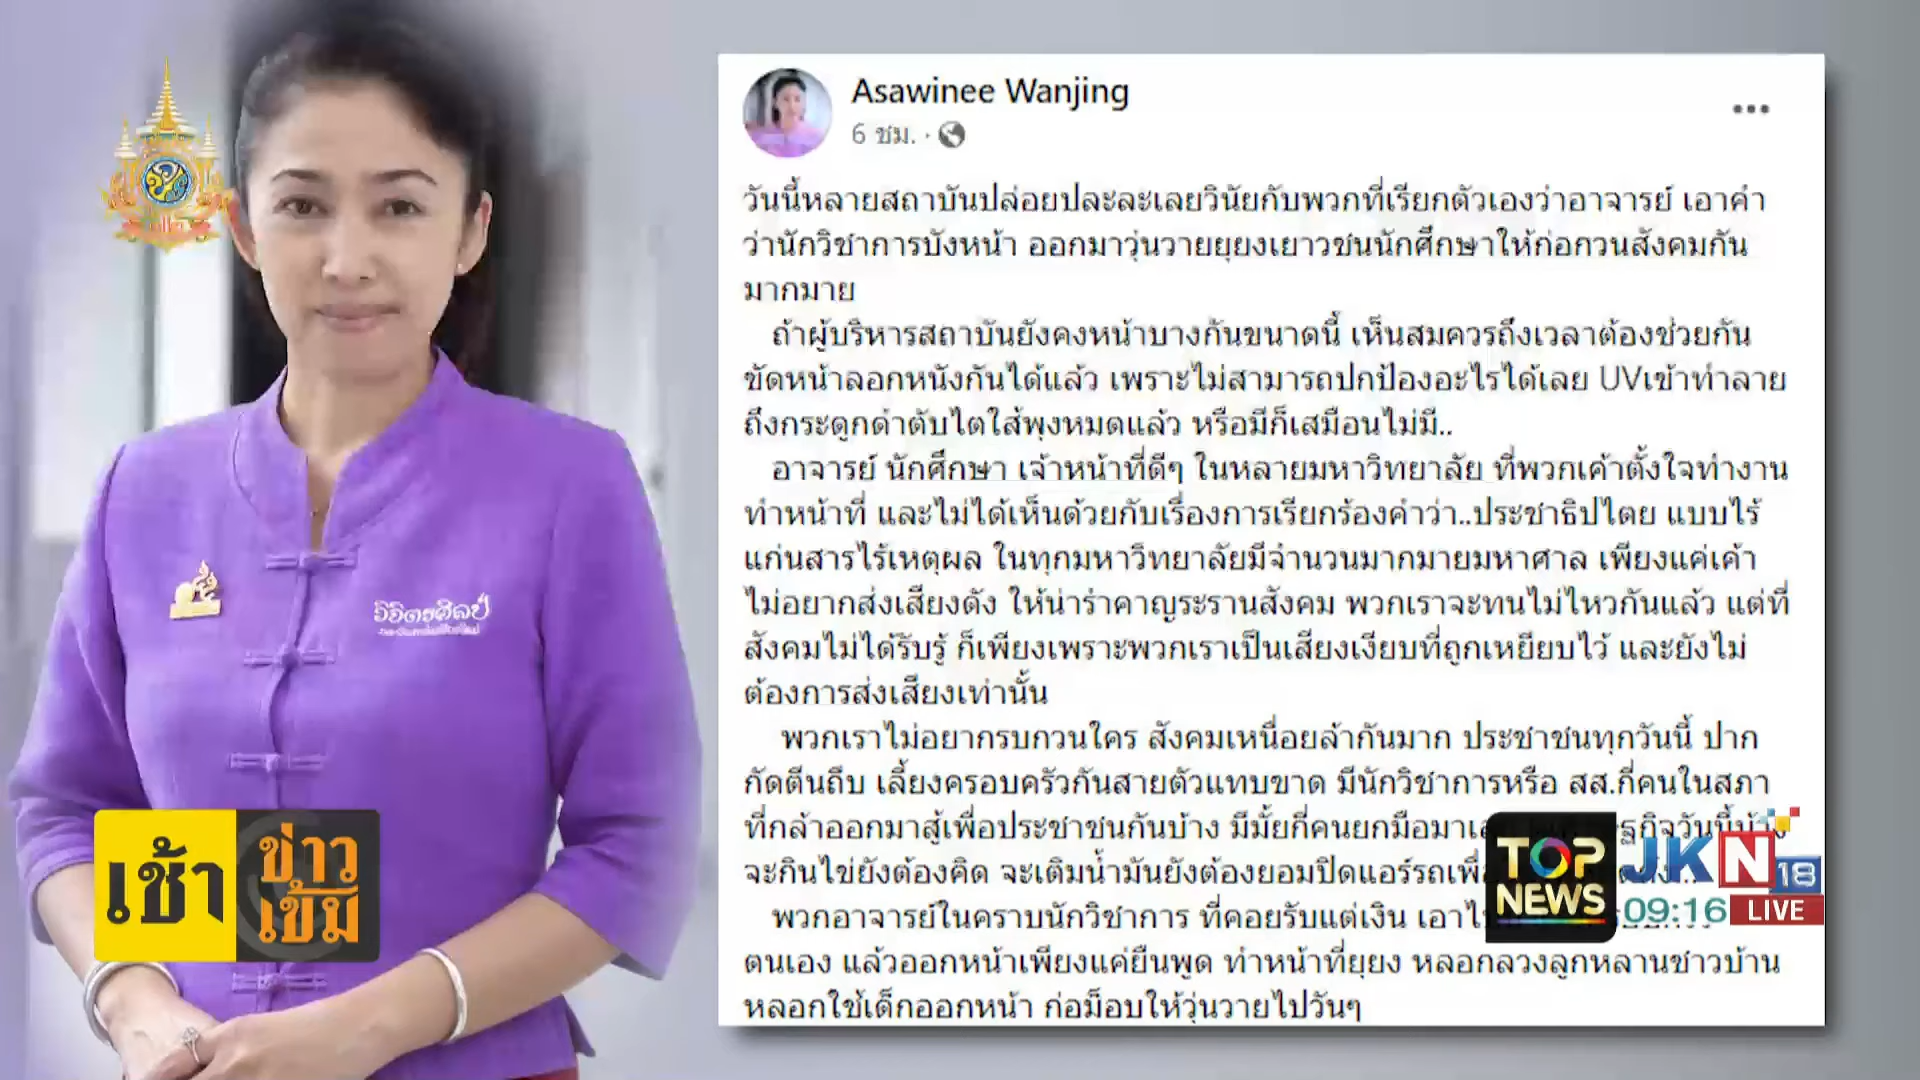 Asawinee Wanjing
6 ชม.
วันนี้หลายสถาบันปล่อยปละละเลยวินัยกับพวกที่เรียกตัวเองว่าอาจารย์ เอาคำ
ว่านักวิชาการบังหน้า ออกมาวุ่นวายยุยงเยาวชนนักศึกษาให้ก่อกวนสังคมกัน
มากมาย
ถ้าผู้บริหารสถาบันยังคงหน้าบางกันขนาดนี้ เห็นสมควรถึงเวลาต้องช่วยกัน
ขัดหน้าลอกหนังกันได้แล้ว เพราะไม่สามารถปกป้องอะไรได้เลย UVเข้าทำลาย
ถึงกระดูกดำตับไตใส้พุงหมดแล้ว หรือมีก็เสมือนไม่มี..
อาจารย์ นักศึกษา เจ้าหน้าที่ดีๆ ในหลายมหาวิทยาลัย ที่พวกเค้าตั้งใจทำงาน
ทำหน้าที่ และไม่ได้เห็นด้วยกับเรื่องการเรียกร้องคำว่า..ประชาธิปไตย แบบไร้
แก่นสารไร้เหตุผล ในทุกมหาวิทยาลัยมีจำนวนมากมายมหาศาล เพียงแค่เค้า
ไม่อยากส่งเสียงดัง ให้น่ารำคาญระรานสังคม พวกเราจะทนไม่ไหวกันแล้ว แต่ที่
สังคมไม่ได้รับรู้ ก็เพียงเพราะพวกเราเป็นเสียงเงียบที่ถูกเหยียบไว้ และยังไม่
ต้องการส่งเสียงเท่านั้น
พวกเราไม่อยากรบกวนใคร สังคมเหนื่อยล้ากันมาก ประชาชนทุกวันนี้ ปาก
กัดตีนถีบ เลี้ยงครอบครัวกันสายตัวแทบขาด มีนักวิชาการหรือ สส.กี่คนในสภา
ที่กล้าออกมาสู้เพื่อประชาชนกันบ้าง มีมั้ยกี่คนยกมือมา
จะกินไข่ยังต้องคิด จะเติมน้ำมันยังต้องยอมปิดแอร์รถ
พวกอาจารย์ในคราบนักวิชาการ ที่คอยรับแต่เงิน
ตนเอง แล้วออกหน้าเพียงแค่ยืนพูด ทำหน้าที่ยุยง หลอกลวงลูกหลานชาวบ้าน
หลอกใช้เด็กออกหน้า ก่อม็อบให้วุ่นวายไปวันๆ
วิจิตรศิลป์
เช้า
ข่าว
เข้ม
TOP
NEWS
JKN
18
09:16
LIVE